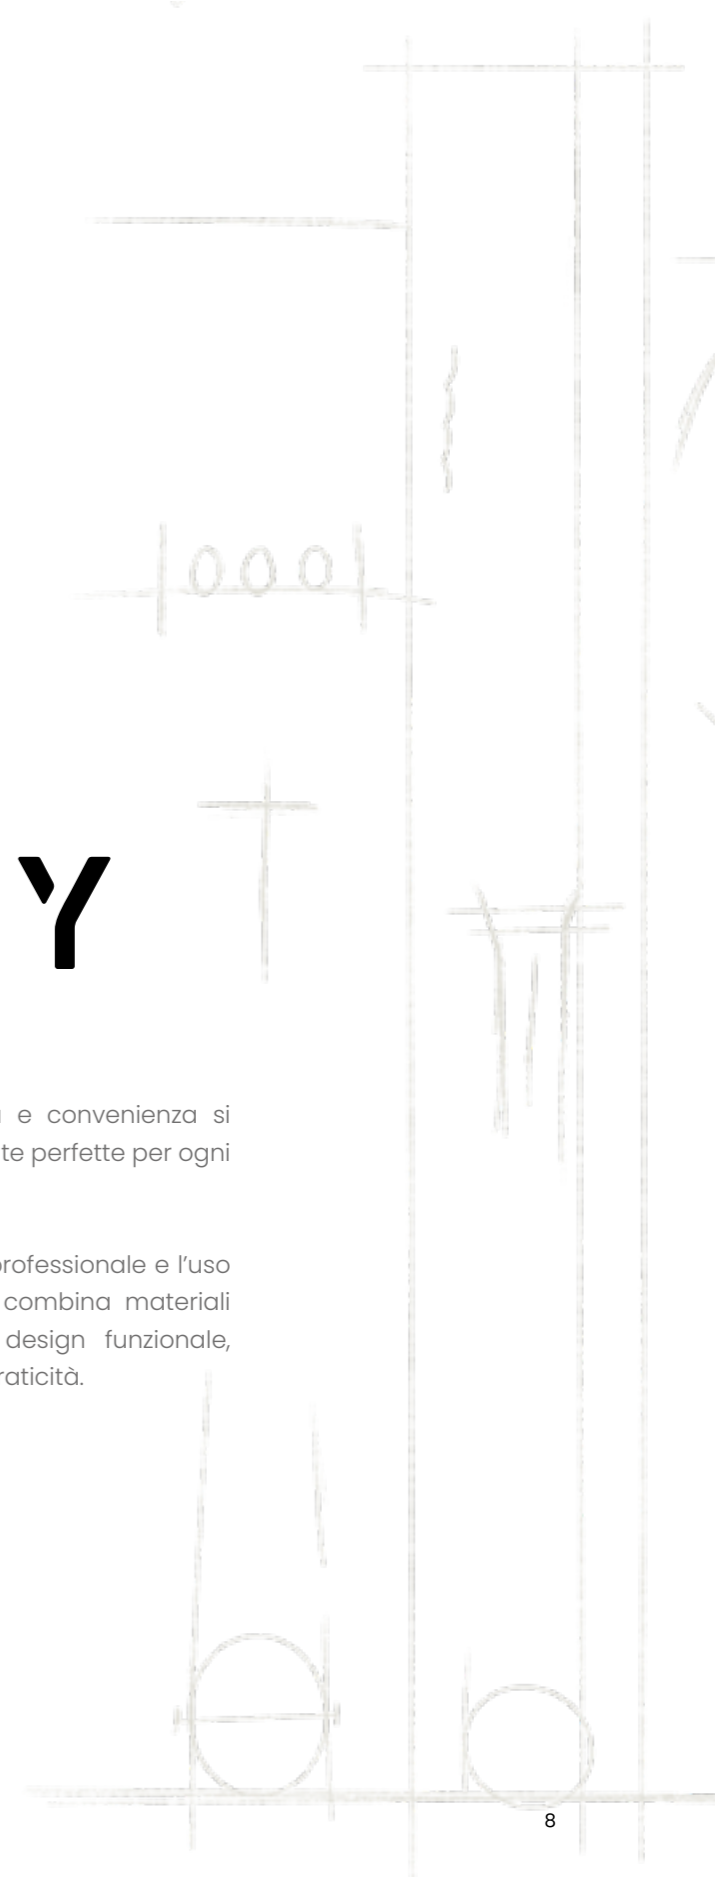 Y
e convenienza si
te perfette per ogni
professionale e l’uso
combina materiali
design funzionale,
raticità.
8